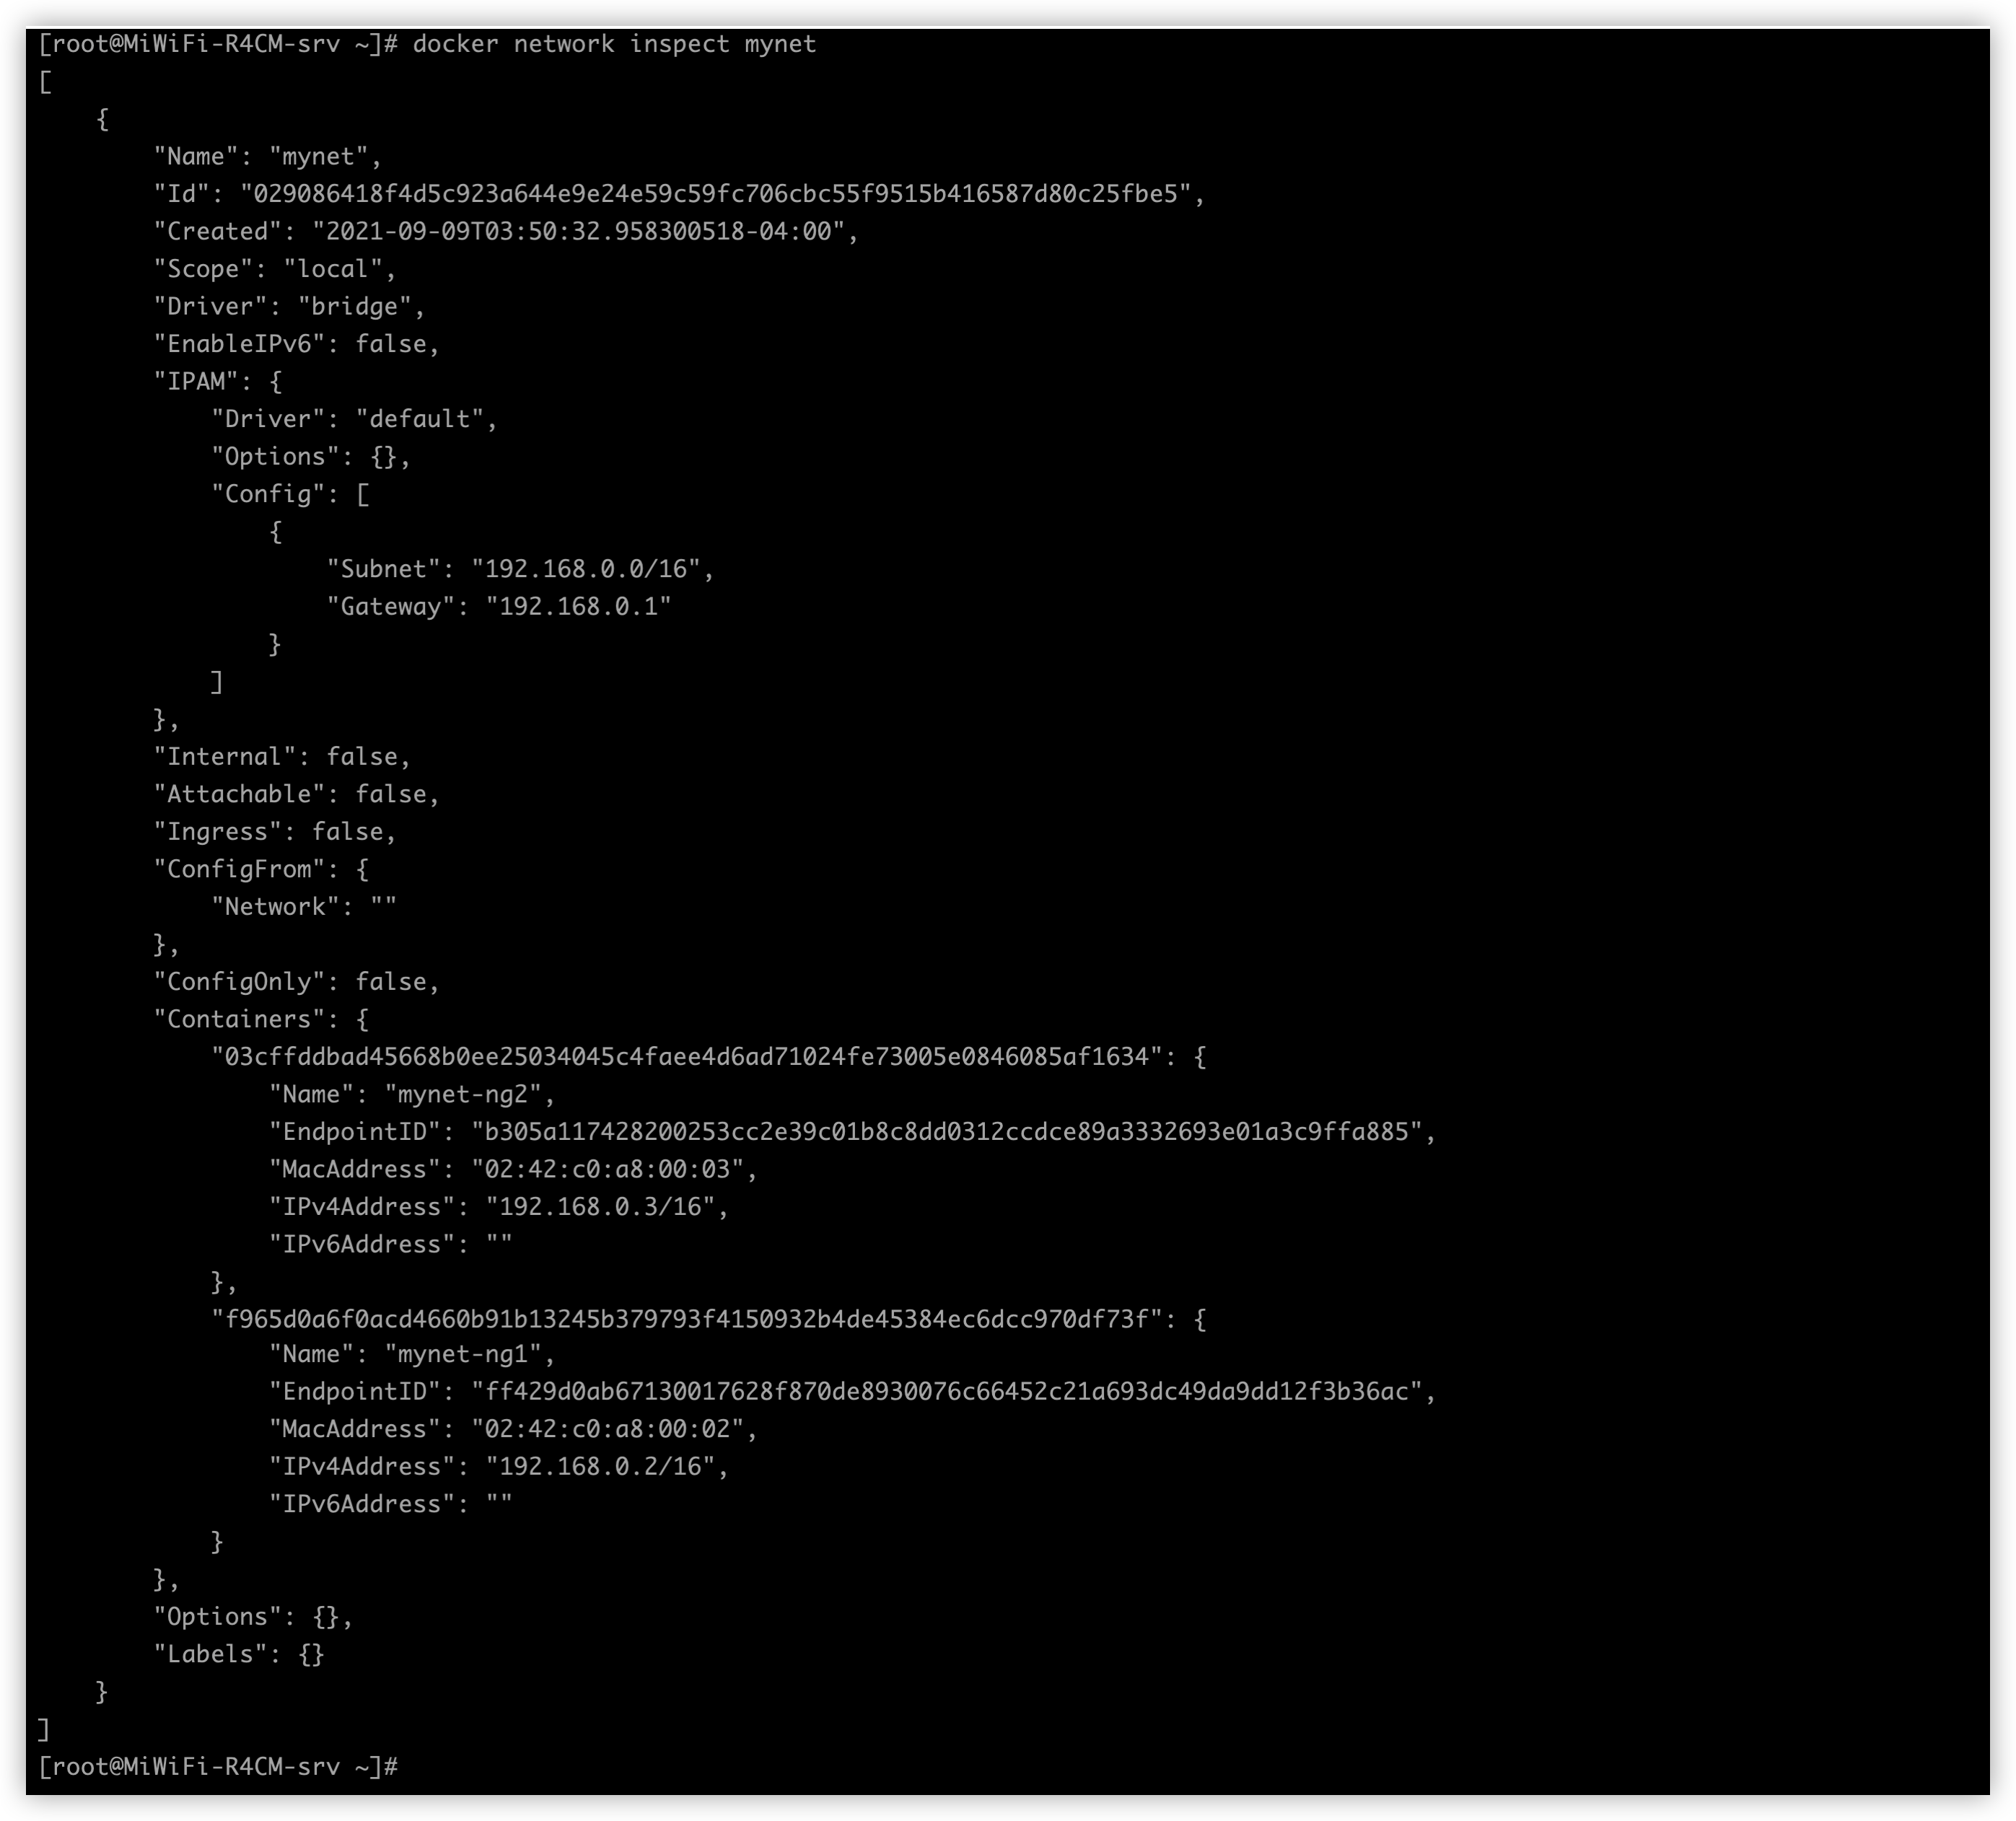 [root@MiWiFi-R4CM-srv ~]# docker network inspect mynet
[
    {
        "Name": "mynet",
        "Id": "029086418f4d5c923a644e9e24e59c59fc706cbc55f9515b416587d80c25fbe5",
        "Created": "2021-09-09T03:50:32.958300518-04:00",
        "Scope": "local",
        "Driver": "bridge",
        "EnableIPv6": false,
        "IPAM": {
            "Driver": "default",
            "Options": {},
            "Config": [
                {
                    "Subnet": "192.168.0.0/16",
                    "Gateway": "192.168.0.1"
                }
            ]
        },
        "Internal": false,
        "Attachable": false,
        "Ingress": false,
        "ConfigFrom": {
            "Network": ""
        },
        "ConfigOnly": false,
        "Containers": {
            "03cffddbad45668b0ee25034045c4faee4d6ad71024fe73005e0846085af1634": {
                "Name": "mynet-ng2",
                "EndpointID": "b305a117428200253cc2e39c01b8c8dd0312ccdce89a3332693e01a3c9ffa885",
                "MacAddress": "02:42:c0:a8:00:03",
                "IPv4Address": "192.168.0.3/16",
                "IPv6Address": ""
            },
            "f965d0a6f0acd4660b91b13245b379793f4150932b4de45384ec6dcc970df73f": {
                "Name": "mynet-ng1",
                "EndpointID": "ff429d0ab67130017628f870de8930076c66452c21a693dc49da9dd12f3b36ac",
                "MacAddress": "02:42:c0:a8:00:02",
                "IPv4Address": "192.168.0.2/16",
                "IPv6Address": ""
            }
        },
        "Options": {},
        "Labels": {}
    }
]
[root@MiWiFi-R4CM-srv ~]#